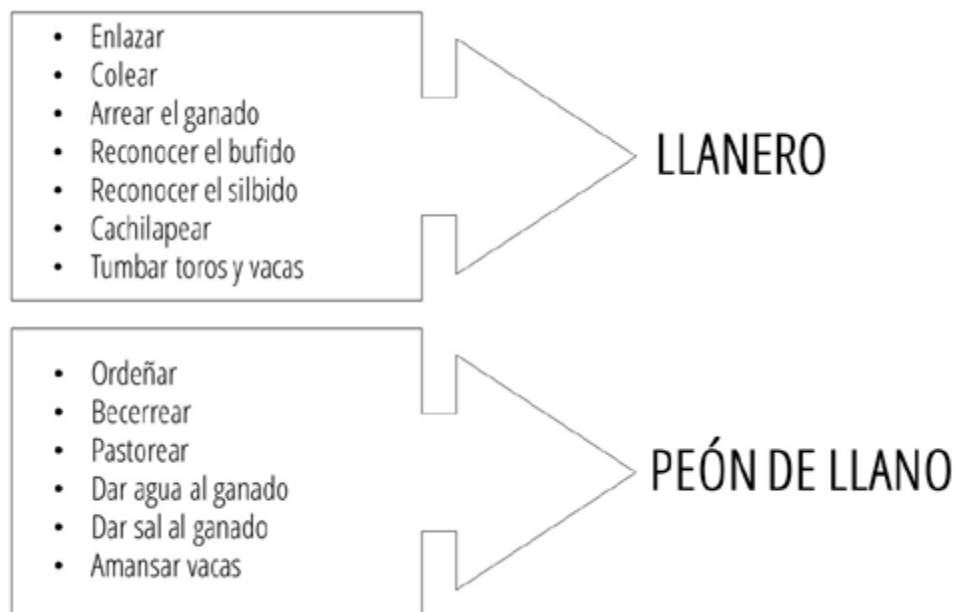 • Enlazar
• Colear
• Arrear el ganado
• Reconocer el bufido
• Reconocer el silbido
• Cachilapear
• Tumbar toros y vacas
LLANERO
• Ordeñar
• Becerrear
• Pastorear
• Dar agua al ganado
• Dar sal al ganado
• Amansar vacas
PEÓN DE LLANO